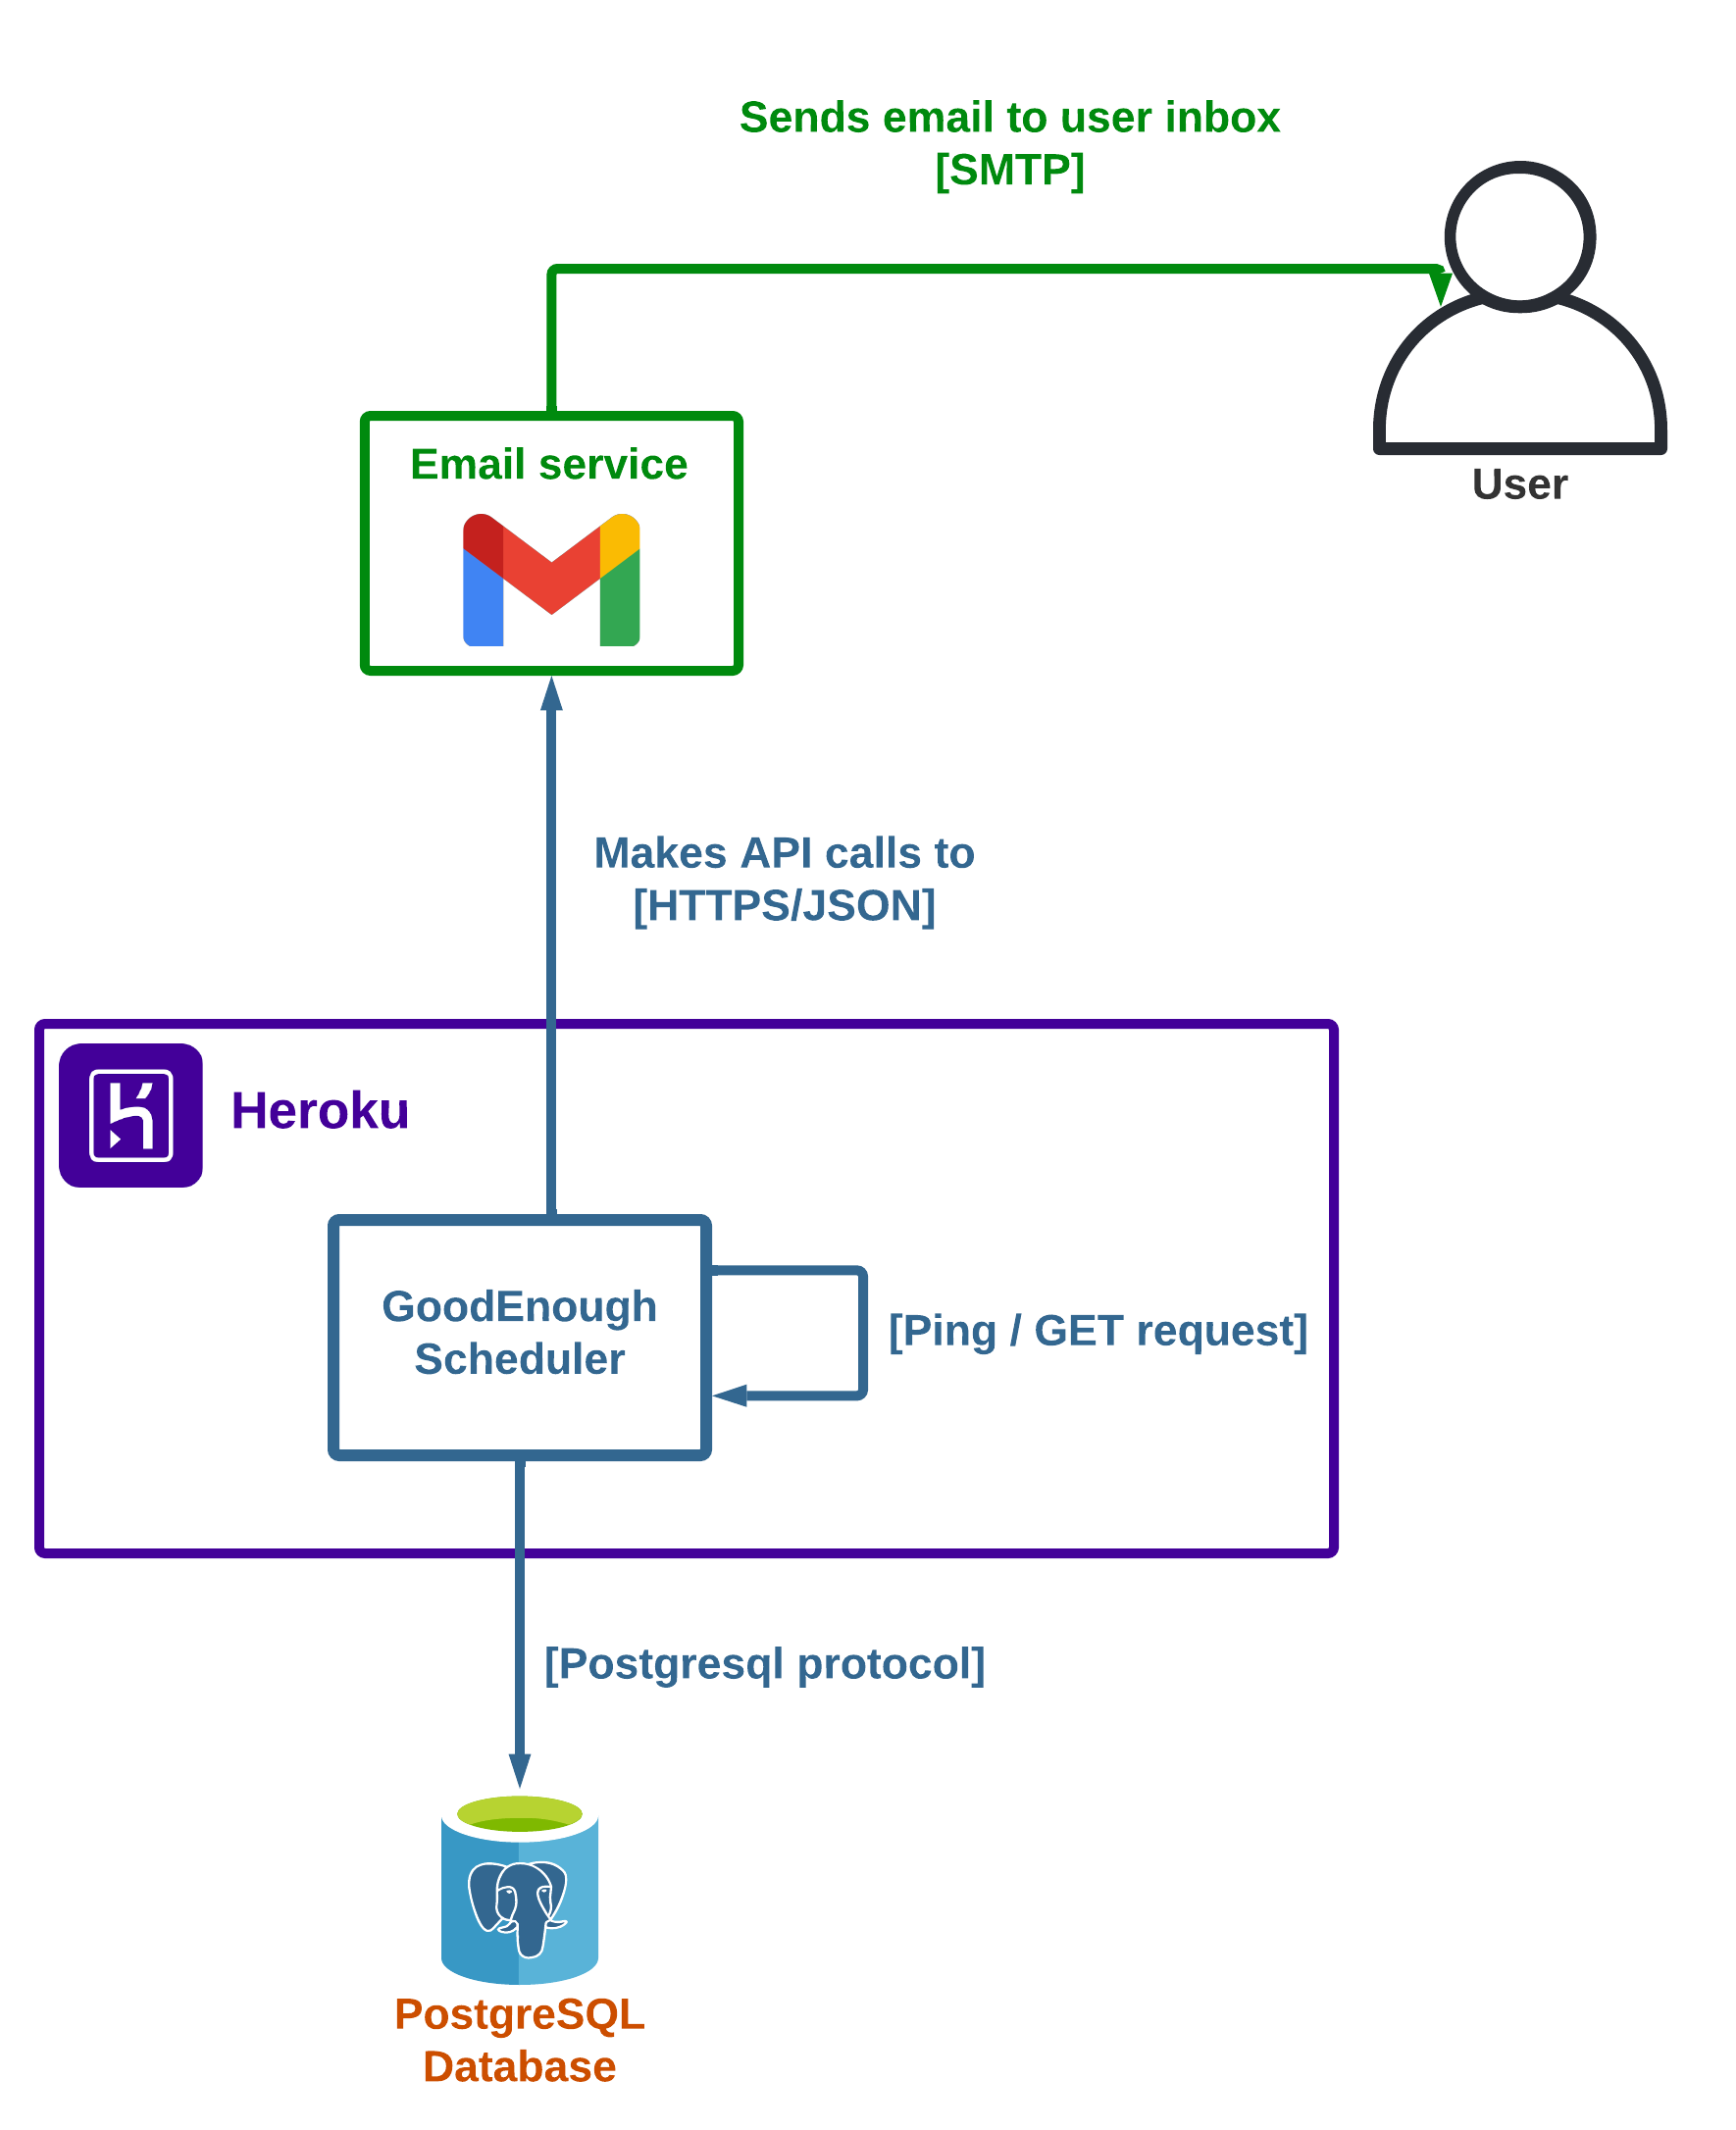 Sends email to user inbox
[SMTP]
Email service
User
Makes API calls to
[HTTPS/JSON]
Heroku
GoodEnough
Scheduler
[Ping / GET request]
[Postgresql protocol]
PostgreSQL
Database